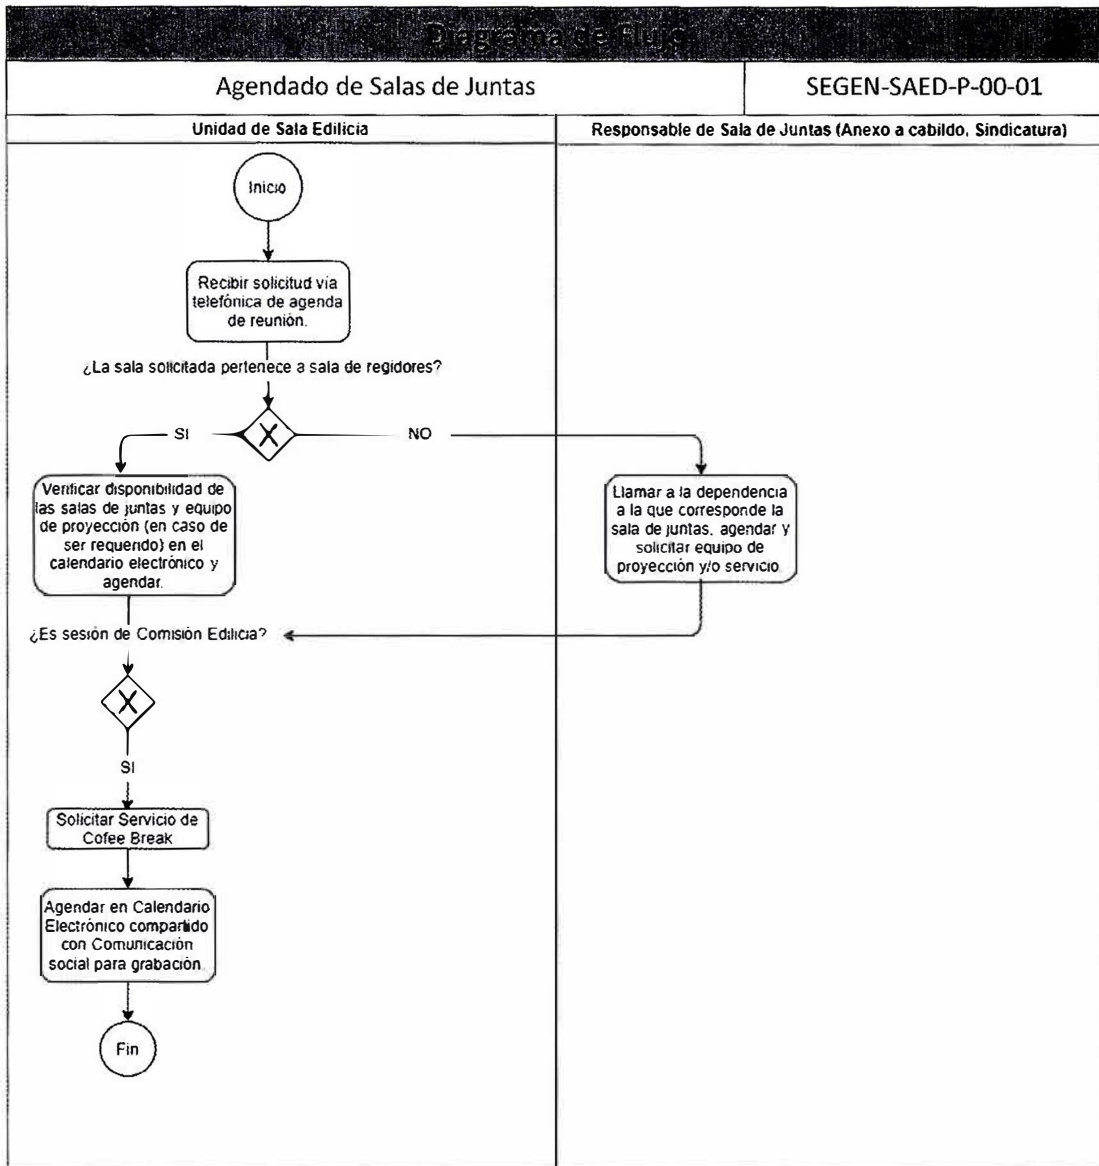 Diagrama de Flujo
Agendado de Salas de Juntas
SEGEN-SAED-P-00-01
Unidad de Sala Edilicia
Responsable de Sala de Juntas (Anexo a cabildo, Sindicatura)
Inicio
Recibir solicitud vía
telefónica de agenda
de reunión.
¿La sala solicitada pertenece a sala de regidores?
SI
X
NO
Verificar disponibilidad de
las salas de juntas y equipo
de proyección (en caso de
ser requerido) en el
calendario electrónico y
agendar.
Llamar a la dependencia
a la que corresponde la
sala de juntas, agendar y
solicitar equipo de
proyección y/o servicio
¿Es sesión de Comisión Edilicia?
X
SI
Solicitar Servicio de
Cofee Break
Agendar en Calendario
Electrónico compartido
con Comunicación
social para grabación.
Fin